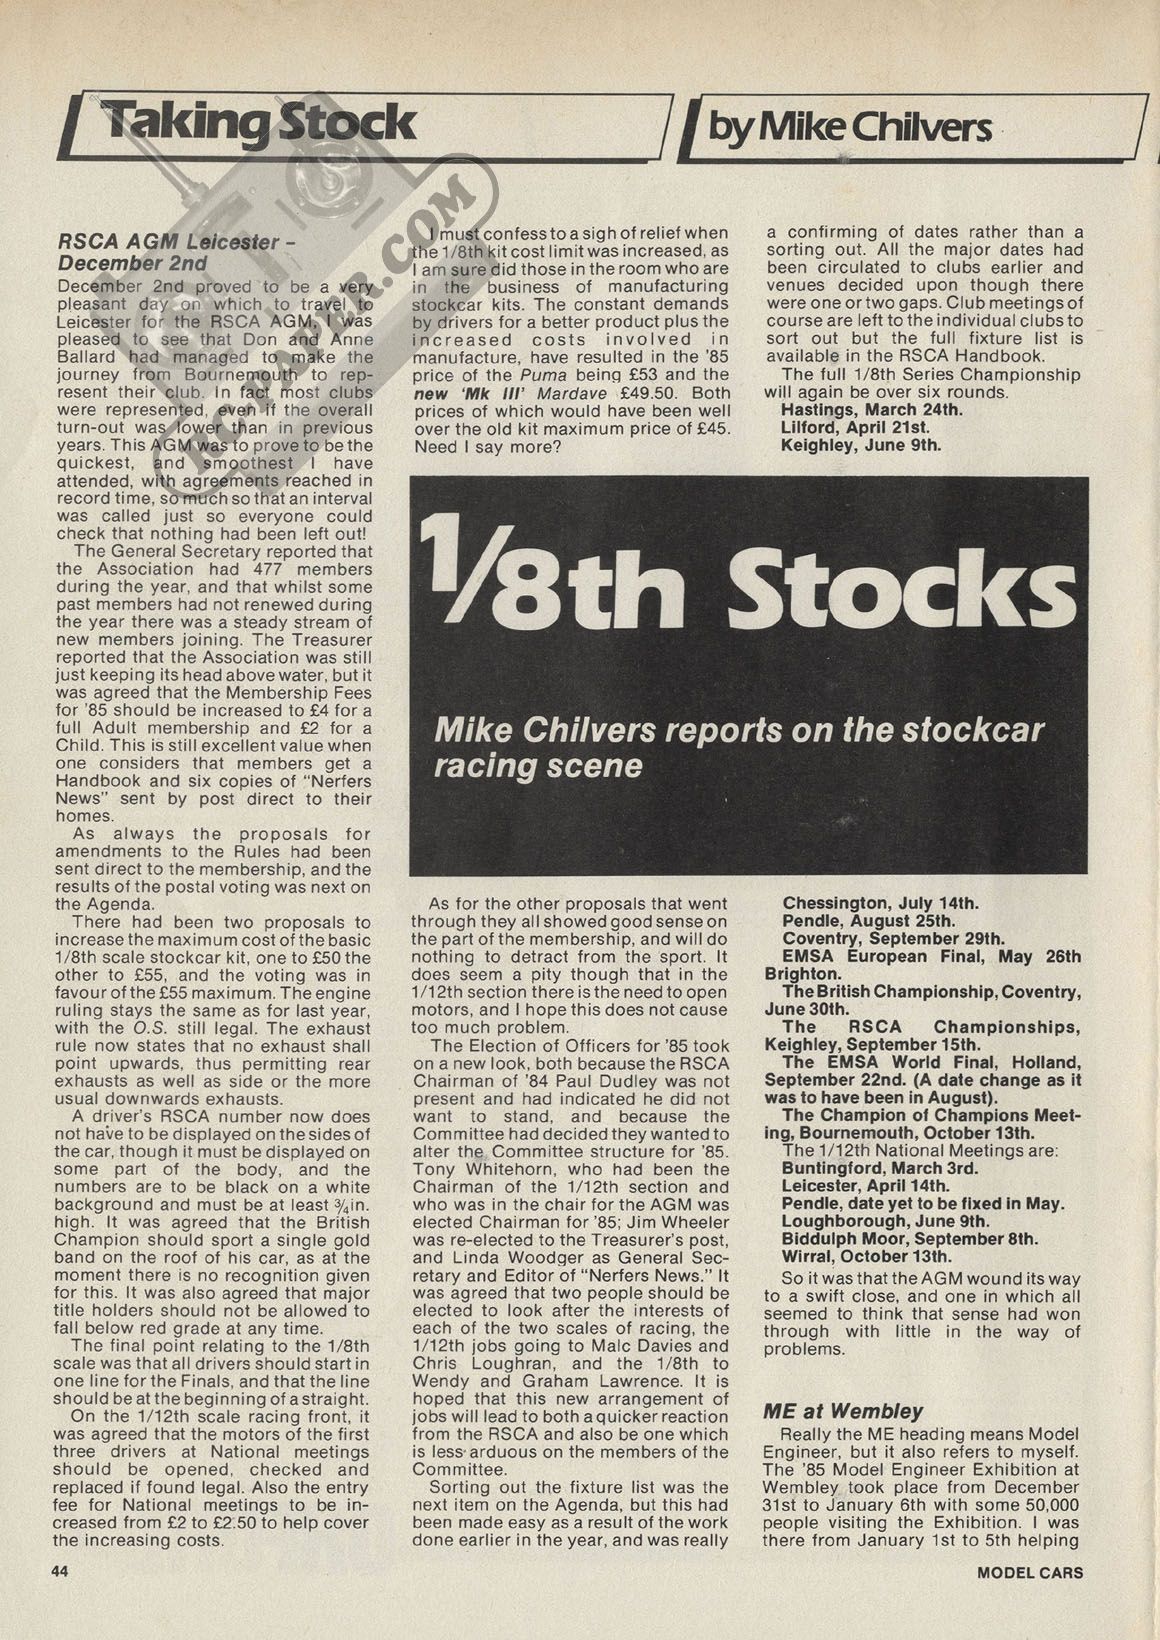 Taking Stock
by Mike Chilvers
RSCA AGM Leicester –
December 2nd
December 2nd proved to be a very
pleasant day on which to travel to
Leicester for the RSCA AGM. I was
pleased to see that Don and Anne
Ballard had managed to make the
journey from Bournemouth to rep-
resent their club. In fact most clubs
were represented, even if the overall
turn-out was lower than in previous
years. This AGM was to prove to be the
quickest, and smoothest I have
attended, with agreements reached in
record time, so much so that an interval
was called just so everyone could
check that nothing had been left out!
The General Secretary reported that
the Association had 477 members
during the year, and that whilst some
past members had not renewed during
the year there was a steady stream of
new members joining. The Treasurer
reported that the Association was still
just keeping its head above water, but it
was agreed that the Membership Fees
for '85 should be increased to £4 for a
full Adult membership and £2 for a
Child. This is still excellent value when
one considers that members get a
Handbook and six copies of "Nerfers
News" sent by post direct to their
homes.
As always the proposals for
amendments to the Rules had been
sent direct to the membership, and the
results of the postal voting was next on
the Agenda.
There had been two proposals to
increase the maximum cost of the basic
1/8th scale stockcar kit, one to £50 the
other to £55, and the voting was in
favour of the £55 maximum. The engine
ruling stays the same as for last year,
with the O.S. still legal. The exhaust
rule now states that no exhaust shall
point upwards, thus permitting rear
exhausts as well as side or the more
usual downwards exhausts.
A driver's RSCA number now does
not have to be displayed on the sides of
the car, though it must be displayed on
some part of the body, and the
numbers are to be black on a white
background and must be at least ¾in.
high. It was agreed that the British
Champion should sport a single gold
band on the roof of his car, as at the
moment there is no recognition given
for this. It was also agreed that major
title holders should not be allowed to
fall below red grade at any time.
The final point relating to the 1/8th
scale was that all drivers should start in
one line for the Finals, and that the line
should be at the beginning of a straight.
On the 1/12th scale racing front, it
was agreed that the motors of the first
three drivers at National meetings
should be opened, checked and
replaced if found legal. Also the entry
fee for National meetings to be in-
creased from £2 to £2.50 to help cover
the increasing costs.
I must confess to a sigh of relief when
the 1/8th kit cost limit was increased, as
I am sure did those in the room who are
in the business of manufacturing
stockcar kits. The constant demands
by drivers for a better product plus the
increased costs involved in
manufacture, have resulted in the '85
price of the Puma being £53 and the
new 'Mk III' Mardave £49.50. Both
prices of which would have been well
over the old kit maximum price of £45.
Need I say more?
1/8th Stocks
Mike Chilvers reports on the stockcar
racing scene
As for the other proposals that went
through they all showed good sense on
the part of the membership, and will do
nothing to detract from the sport. It
does seem a pity though that in the
1/12th section there is the need to open
motors, and I hope this does not cause
too much problem.
The Election of Officers for '85 took
on a new look, both because the RSCA
Chairman of '84 Paul Dudley was not
present and had indicated he did not
want to stand, and because the
Committee had decided they wanted to
alter the Committee structure for '85.
Tony Whitehorn, who had been the
Chairman of the 1/12th section and
who was in the chair for the AGM was
elected Chairman for '85; Jim Wheeler
was re-elected to the Treasurer's post,
and Linda Woodger as General Sec-
retary and Editor of "Nerfers News." It
was agreed that two people should be
elected to look after the interests of
each of the two scales of racing, the
1/12th jobs going to Malc Davies and
Chris Loughran, and the 1/8th to
Wendy and Graham Lawrence. It is
hoped that this new arrangement of
jobs will lead to both a quicker reaction
from the RSCA and also be one which
is less arduous on the members of the
Committee.
Sorting out the fixture list was the
next item on the Agenda, but this had
been made easy as a result of the work
done earlier in the year, and was really
a confirming of dates rather than a
sorting out. All the major dates had
been circulated to clubs earlier and
venues decided upon though there
were one or two gaps. Club meetings of
course are left to the individual clubs to
sort out but the full fixture list is
available in the RSCA Handbook.
The full 1/8th Series Championship
will again be over six rounds.
Hastings, March 24th.
Lilford, April 21st.
Keighley, June 9th.
Chessington, July 14th.
Pendle, August 25th.
Coventry, September 29th.
EMSA European Final, May 26th
Brighton.
The British Championship, Coventry,
June 30th.
The RSCA Championships,
Keighley, September 15th.
The EMSA World Final, Holland,
September 22nd. (A date change as it
was to have been in August).
The Champion of Champions Meet-
ing, Bournemouth, October 13th.
The 1/12th National Meetings are:
Buntingford, March 3rd.
Leicester, April 14th.
Pendle, date yet to be fixed in May.
Loughborough, June 9th.
Biddulph Moor, September 8th.
Wirral, October 13th.
So it was that the AGM wound its way
to a swift close, and one in which all
seemed to think that sense had won
through with little in the way of
problems.
ME at Wembley
Really the ME heading means Model
Engineer, but it also refers to myself.
The '85 Model Engineer Exhibition at
Wembley took place from December
31st to January 6th with some 50,000
people visiting the Exhibition. I was
there from January 1st to 5th helping
44
MODEL CARS
RC-PAPER.COM